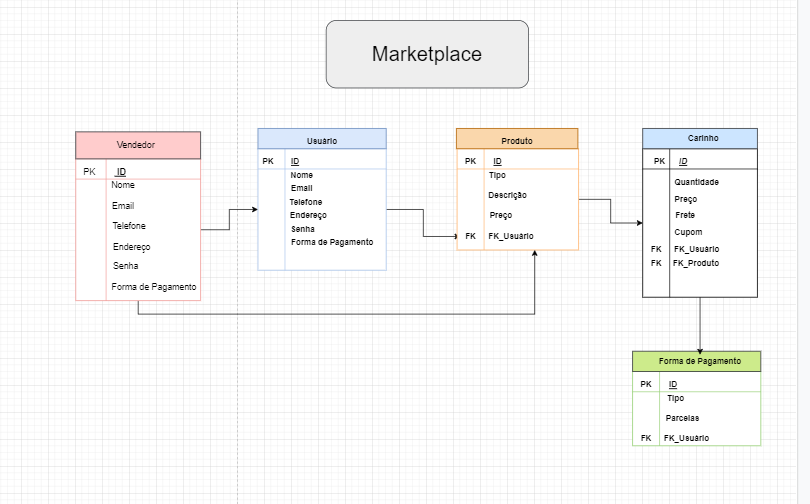 Marketplace
Vendedor
PK ID
Nome
Email
Telefone
Endereço
Senha
Forma de Pagamento
Usuário
PK ID
Nome
Email
Telefone
Endereço
Senha
Forma de Pagamento
Produto
PK ID
Tipo
Descrição
Preço
FK FK_Usuário
Carinho
PK ID
Quantidade
Preço
Frete
Cupom
FK FK_Usuário
FK FK_Produto
Forma de Pagamento
PK ID
Tipo
Parcelas
FK FK_Usuário